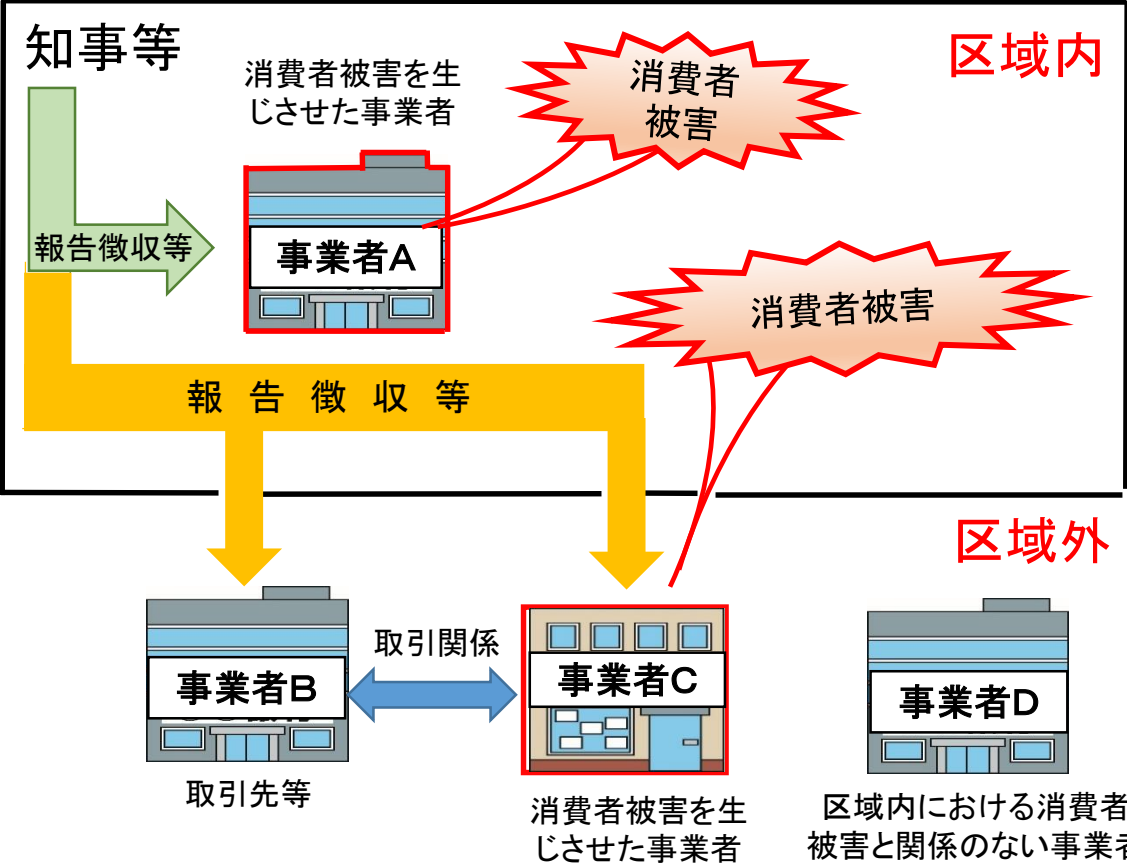 知事等
区域内
消費者被害を生
じさせた事業者
消費者
被害
報告徴収等
事業者A
消費者被害
報告徴収等
区域外
取引関係
事業者B
事業者C
事業者D
取引先等
消費者被害を生
じさせた事業者
区域内における消費者
被害と関係のない事業者